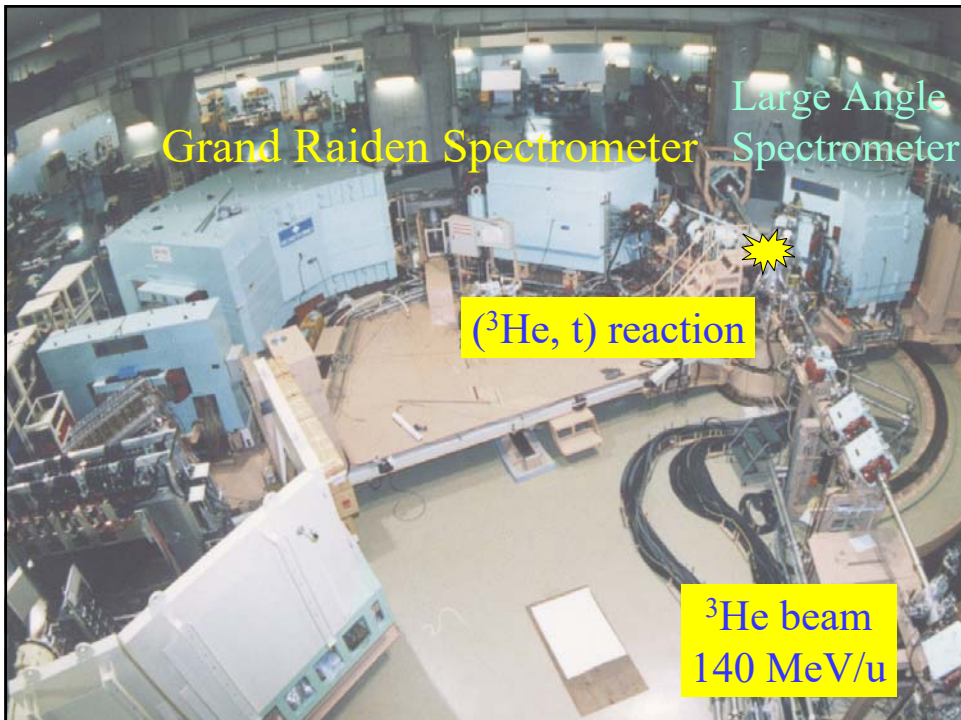 Large Angle
Grand Raiden Spectrometer
Spectrometer
(³He, t) reaction
³He beam
140 MeV/u